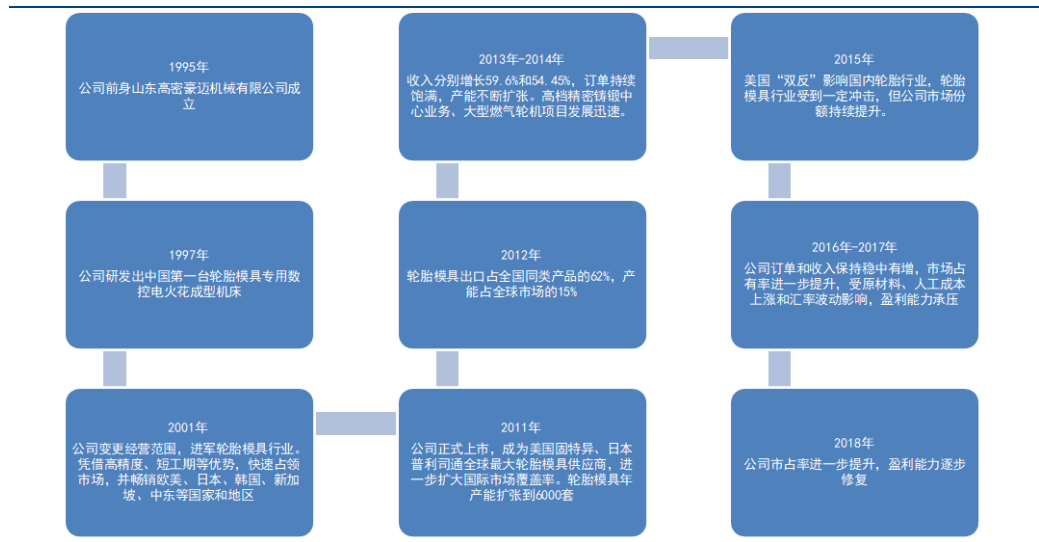 1995年
公司前身山东高密豪迈机械有限公司成
立
1997年
公司研发出中国第一台轮胎模具专用数
控电火花成型机床
2001年
公司变更经营范围，进军轮胎模具行业。
凭借高精度、短工期等优势，快速占领
市场，并畅销欧美、日本、韩国、新加
坡、中东等国家和地区
2011年
公司正式上市，成为美国固特异、日本
普利司通全球最大轮胎模具供应商，进
一步扩大国际市场覆盖率。轮胎模具年
产能扩张到6000套
2012年
轮胎模具出口占全国同类产品的62%，产
能占全球市场的15%
2013年-2014年
收入分别增长59.6%和54.45%，订单持续
饱满，产能不断扩张。高档精密铸锻中
心业务、大型燃气轮机项目发展迅速。
2015年
美国“双反”影响国内轮胎行业，轮胎
模具行业受到一定冲击，但公司市场份
额持续提升。
2016年-2017年
公司订单和收入保持稳中有增，市场占
有率进一步提升，受原材料、人工成本
上涨和汇率波动影响，盈利能力承压
2018年
公司市占率进一步提升，盈利能力逐步
修复